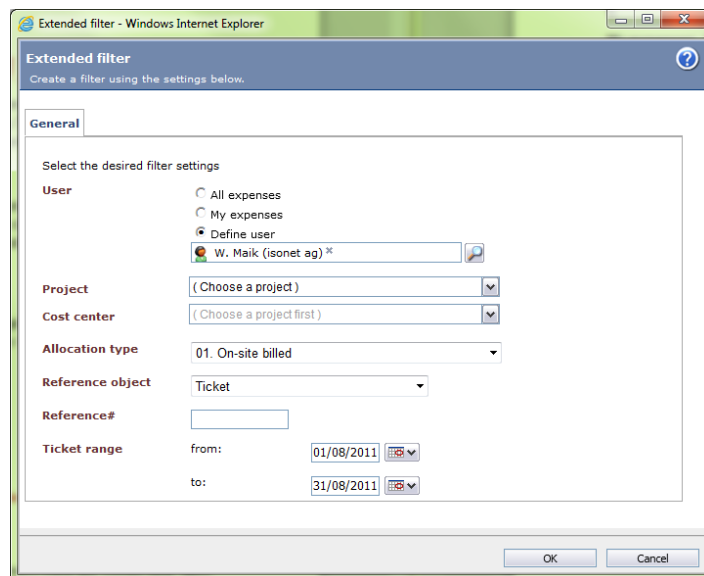 Extended filter - Windows Internet Explorer
Extended filter
Create a filter using the settings below.
General
Select the desired filter settings
User
All expenses
My expenses
Define user
W. Maik (isonet ag)
Project ( Choose a project )
Cost center ( Choose a project first )
Allocation type 01. On-site billed
Reference object Ticket
Reference#
Ticket range from: 01/08/2011
to: 31/08/2011
OK Cancel